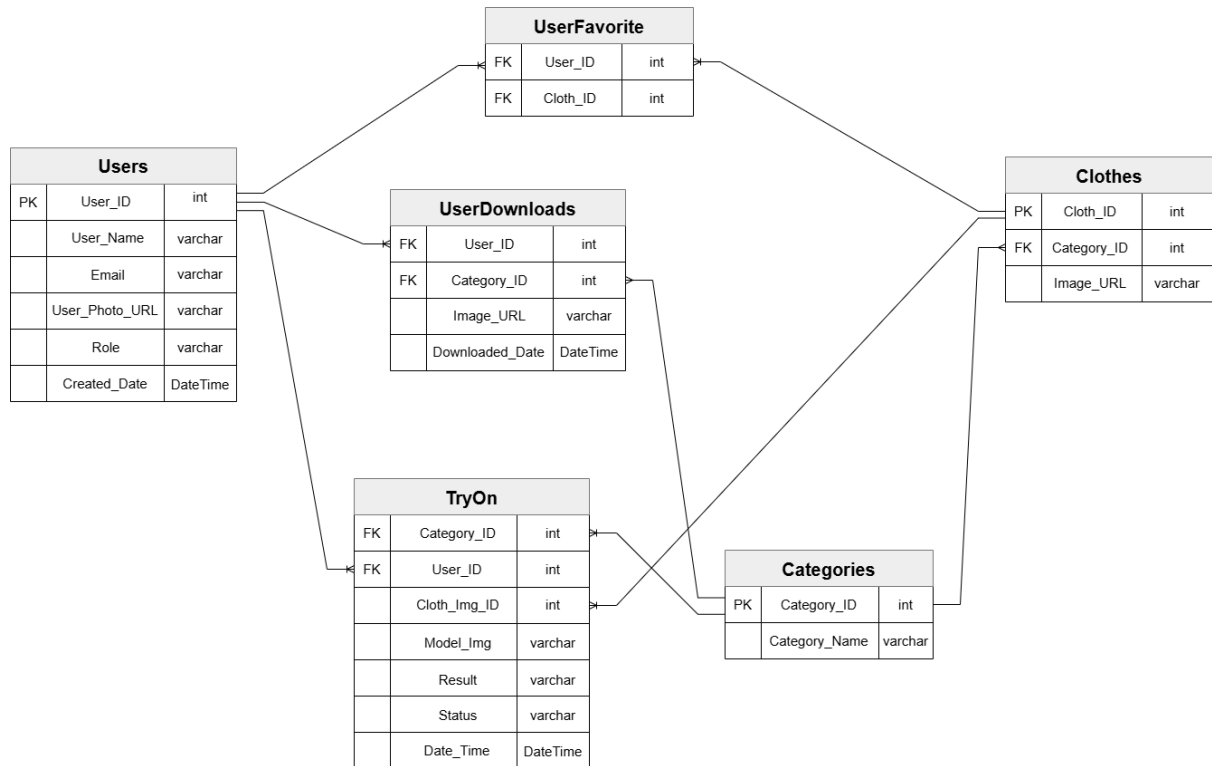 UserFavorite
FK User_ID int
FK Cloth_ID int
Users
PK User_ID int
User_Name varchar
Email varchar
User_Photo_URL varchar
Role varchar
Created_Date DateTime
UserDownloads
FK User_ID int
FK Category_ID int
Image_URL varchar
Downloaded_Date DateTime
Clothes
PK Cloth_ID int
FK Category_ID int
Image_URL varchar
TryOn
FK Category_ID int
FK User_ID int
Cloth_Img_ID int
Model_Img varchar
Result varchar
Status varchar
Date_Time DateTime
Categories
PK Category_ID int
Category_Name varchar